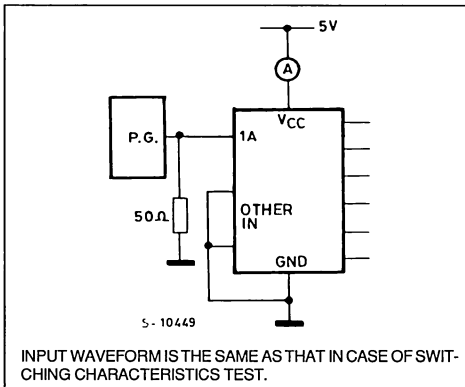 5V
A
VCC
P.G.
1A
50Ω
OTHER
IN
GND
S-10449
INPUT WAVEFORM IS THE SAME AS THAT IN CASE OF SWIT-
CHING CHARACTERISTICS TEST.